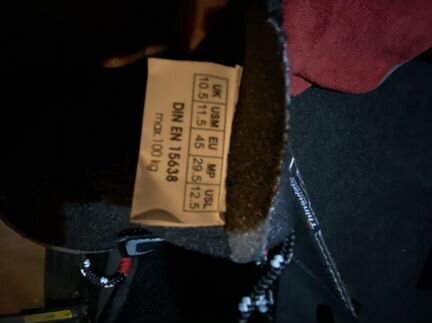 UK USM EU MP USL
10.5 11.5 45 29.5 12.5
DIN EN 15638
max.100 kg
Thinsulate